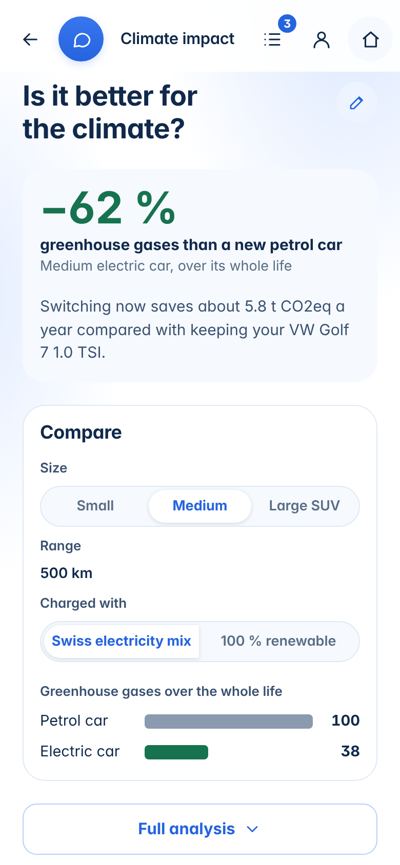 Climate impact
3
Is it better for
the climate?
−62 %
greenhouse gases than a new petrol car
Medium electric car, over its whole life
Switching now saves about 5.8 t CO2eq a
year compared with keeping your VW Golf
7 1.0 TSI.
Compare
Size
Small Medium Large SUV
Range
500 km
Charged with
Swiss electricity mix 100 % renewable
Greenhouse gases over the whole life
Petrol car 100
Electric car 38
Full analysis